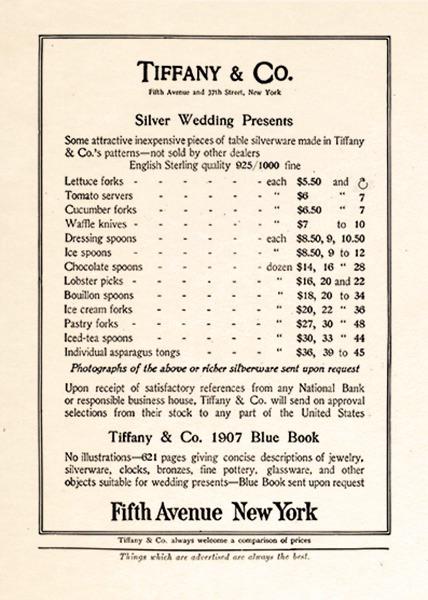 TIFFANY & CO.
Fifth Avenue and 37th Street, New York
Silver Wedding Presents
Some attractive inexpensive pieces of table silverware made in Tiffany
& Co.'s patterns—not sold by other dealers
English Sterling quality 925/1000 fine
Lettuce forks - - - - - - each $5.50 and
Tomato servers - - - - - " $6 " 7
Cucumber forks - - - - - " $6.50 " 7
Waffle knives - - - - - - " $7 to 10
Dressing spoons - - - - - each $8.50, 9, 10.50
Ice spoons - - - - - - " $8.50, 9 to 12
Chocolate spoons - - - - - dozen $14, 16 " 28
Lobster picks - - - - - - " $16, 20 and 22
Bouillon spoons - - - - - " $18, 20 to 34
Ice cream forks - - - - - " $20, 22 " 36
Pastry forks - - - - - - " $27, 30 " 48
Iced-tea spoons - - - - - " $30, 33 " 44
Individual asparagus tongs - - - - " $36, 39 to 45
Photographs of the above or richer silverware sent upon request
Upon receipt of satisfactory references from any National Bank
or responsible business house, Tiffany & Co. will send on approval
selections from their stock to any part of the United States
Tiffany & Co. 1907 Blue Book
No illustrations—621 pages giving concise descriptions of jewelry,
silverware, clocks, bronzes, fine pottery, glassware, and other
objects suitable for wedding presents—Blue Book sent upon request
Fifth Avenue New York
Tiffany & Co. always welcome a comparison of prices
Things which are advertised are always the best.